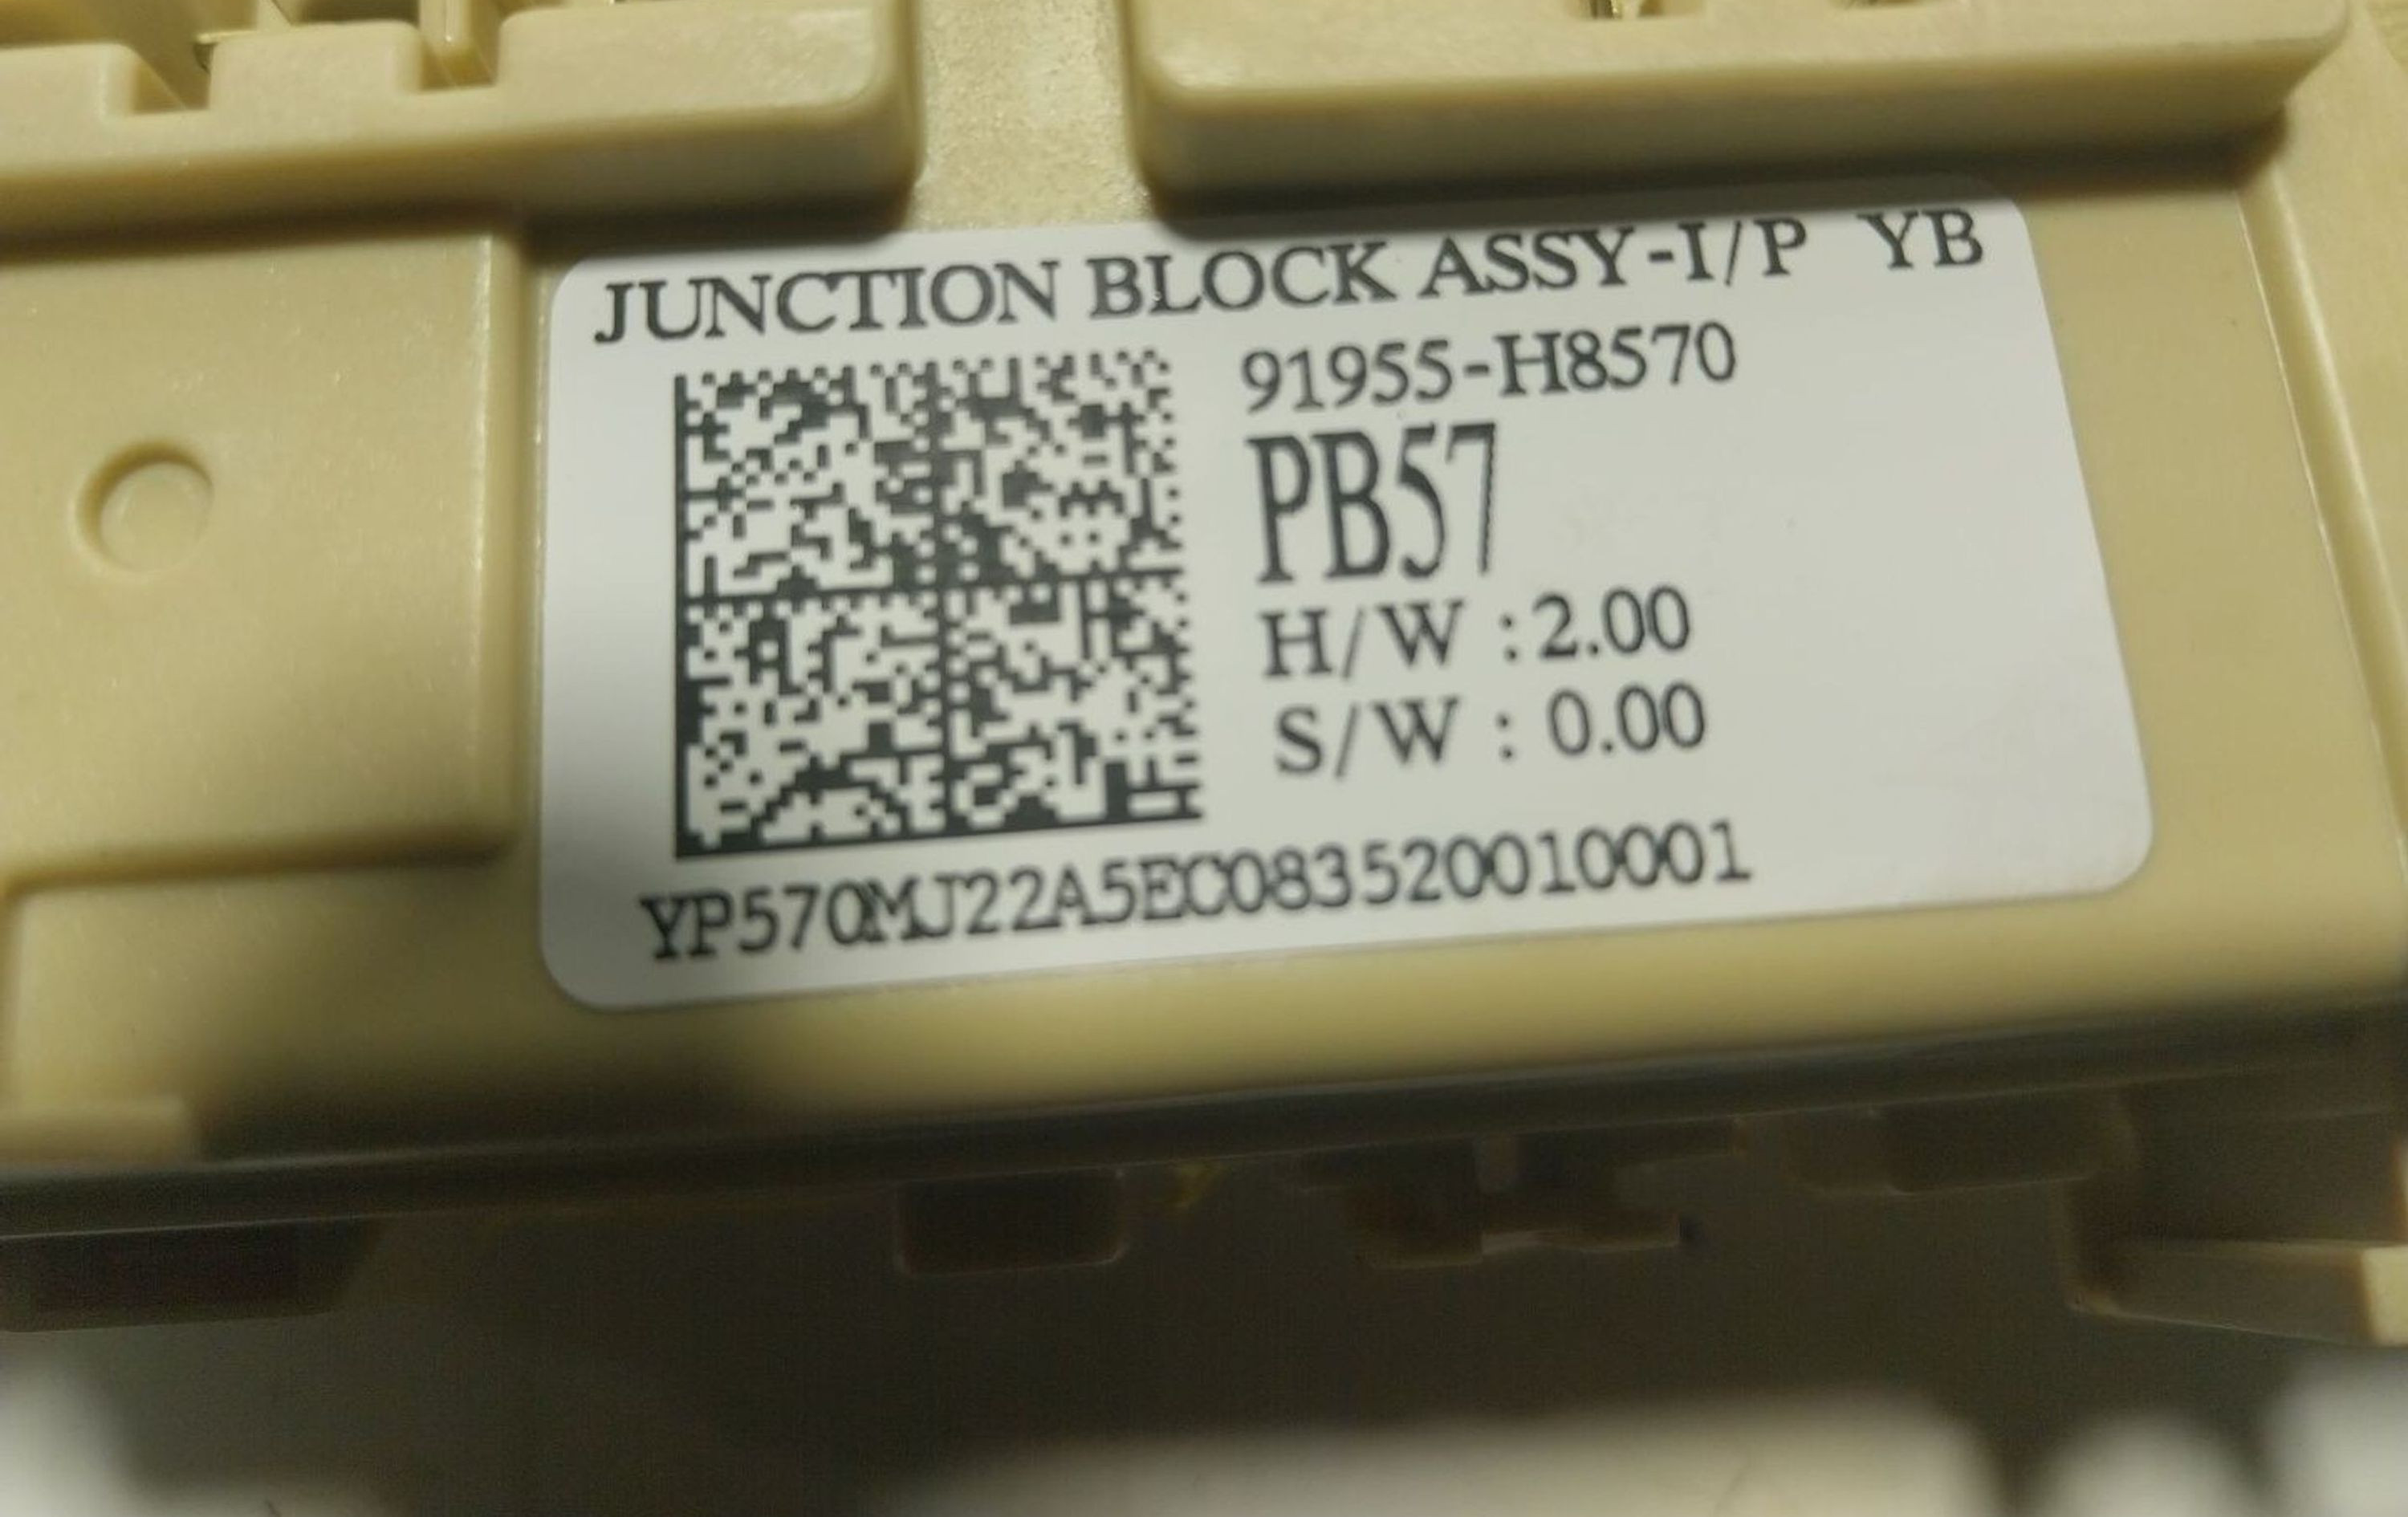 JUNCTION BLOCK ASSY-I/P YB
91955-H8570
PB57
H/W :2.00
S/W : 0.00
YP570MJ22A5EC083520010001